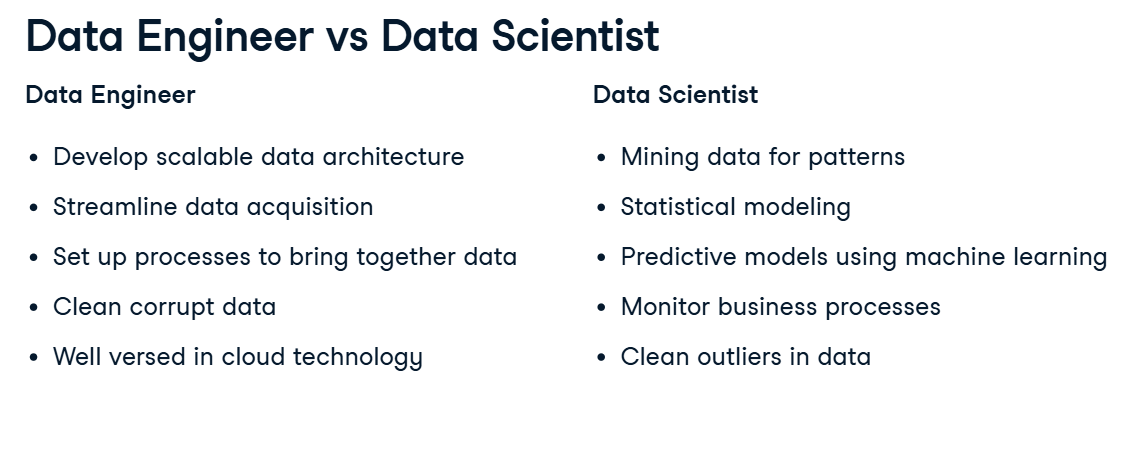 Data Engineer vs Data Scientist
Data Engineer
• Develop scalable data architecture
• Streamline data acquisition
• Set up processes to bring together data
• Clean corrupt data
• Well versed in cloud technology
Data Scientist
• Mining data for patterns
• Statistical modeling
• Predictive models using machine learning
• Monitor business processes
• Clean outliers in data